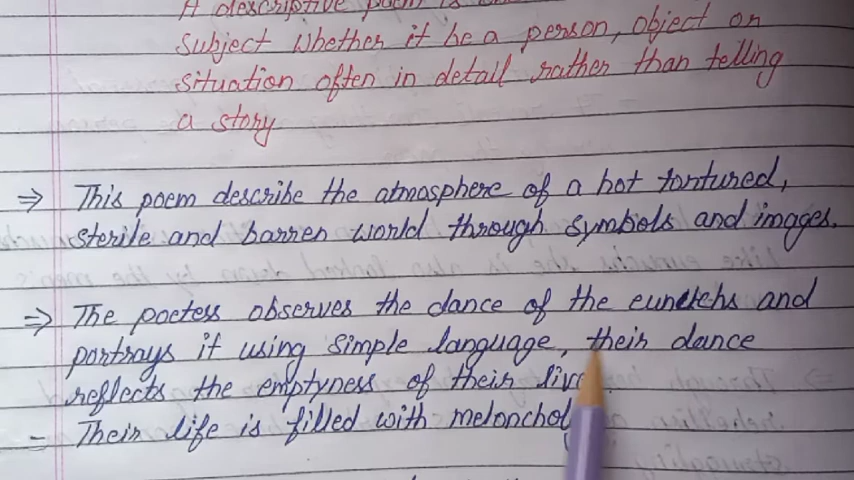 A descriptive poem is
subject whether it be a person, object or
situation often in detail rather than telling
a story
⇒ This poem describe the atmosphere of a hot tortured,
sterile and barren world through symbols and images.
⇒ The poetess observes the dance of the eunuchs and
portrays it using simple language, their dance
reflects the emptyness of their
- Their life is filled with